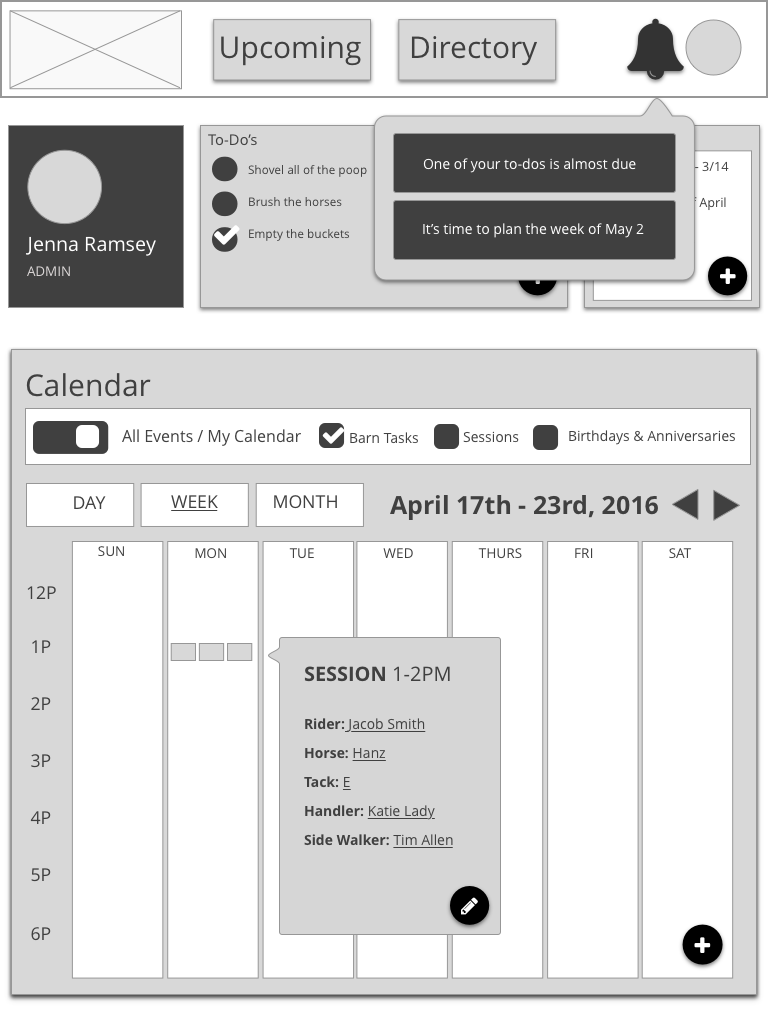 Upcoming
Directory
One of your to-dos is almost due
It's time to plan the week of May 2
Jenna Ramsey
ADMIN
To-Do's
Shovel all of the poop
Brush the horses
Empty the buckets
- 3/14
April
Calendar
All Events / My Calendar
Barn Tasks
Sessions
Birthdays & Anniversaries
DAY
WEEK
MONTH
April 17th - 23rd, 2016
SUN
MON
TUE
WED
THURS
FRI
SAT
12P
1P
2P
3P
4P
5P
6P
SESSION 1-2PM
Rider: Jacob Smith
Horse: Hanz
Tack: E
Handler: Katie Lady
Side Walker: Tim Allen